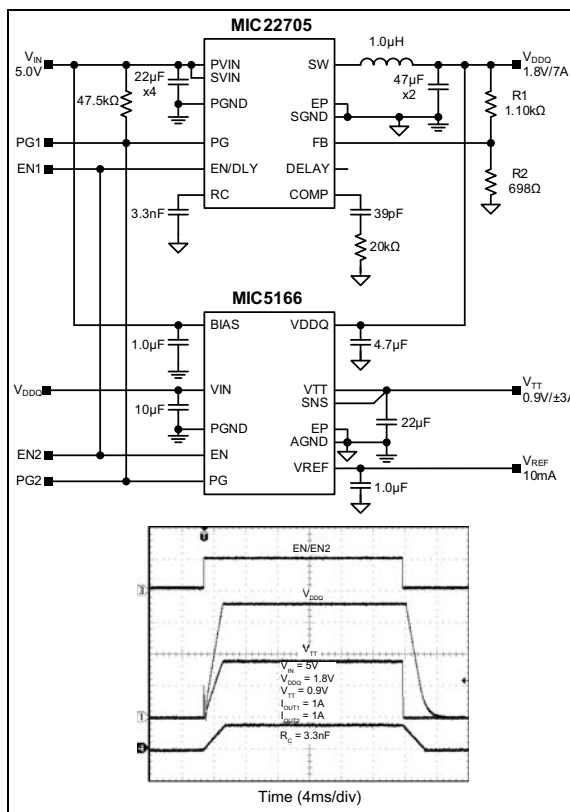 MIC22705
V_IN
5.0V
PVIN
SVIN
22µF
x4
PGND
47.5kΩ
SW
1.0µH
47µF
x2
V_DDQ
1.8V/7A
R1
1.10kΩ
EP
SGND
PG1
PG
FB
EN1
EN/DLY
DELAY
R2
698Ω
RC
COMP
3.3nF
39pF
20kΩ
MIC5166
BIAS
VDDQ
1.0µF
4.7µF
V_DDQ
VIN
VTT
SNS
V_TT
0.9V/±3A
10µF
PGND
22µF
EP
AGND
EN2
EN
PG2
PG
VREF
V_REF
10mA
1.0µF
EN/EN2
3
V_DDQ
V_TT
V_IN = 5V
V_DDQ = 1.8V
V_TT = 0.9V
I_OUT1 = 1A
I_OUT2 = 1A
R_C = 3.3nF
1
4
Time (4ms/div)